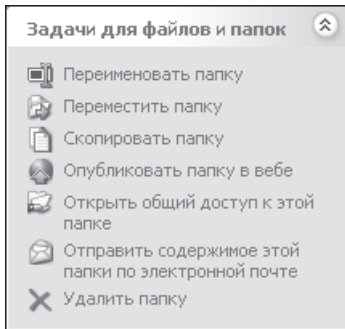 Задачи для файлов и папок
Переименовать папку
Переместить папку
Скопировать папку
Опубликовать папку в вебе
Открыть общий доступ к этой
папке
Отправить содержимое этой
папки по электронной почте
Удалить папку